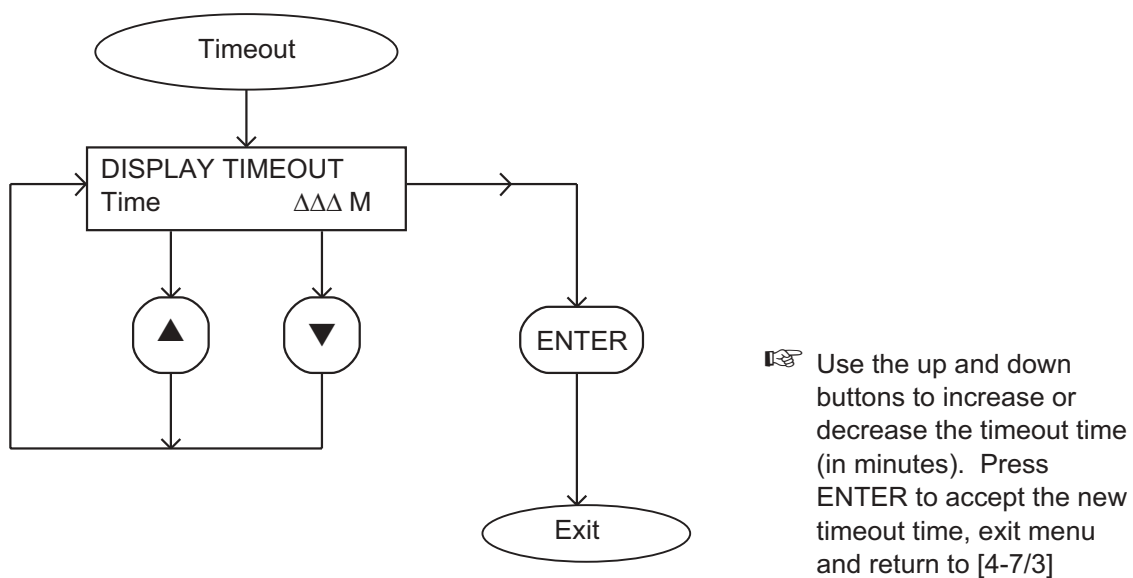 Timeout
DISPLAY TIMEOUT
Time ΔΔΔ M
▲ ▼
ENTER
☞ Use the up and down
buttons to increase or
decrease the timeout time
(in minutes). Press
ENTER to accept the new
timeout time, exit menu
and return to [4-7/3]
Exit